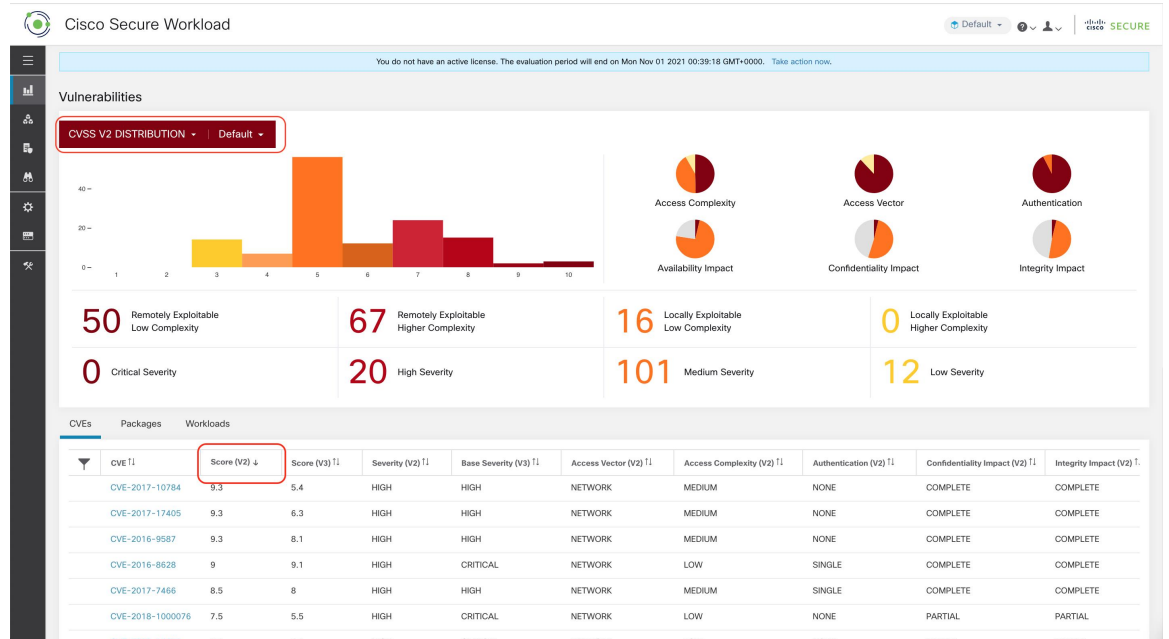 Cisco Secure Workload
Default
cisco SECURE
You do not have an active license. The evaluation period will end on Mon Nov 01 2021 00:39:18 GMT+0000. Take action now.
Vulnerabilities
CVSS V2 DISTRIBUTION Default
40
20
0
1 2 3 4 5 6 7 8 9 10
Access Complexity Access Vector Authentication
Availability Impact Confidentiality Impact Integrity Impact
50 Remotely Exploitable Low Complexity
67 Remotely Exploitable Higher Complexity
16 Locally Exploitable Low Complexity
0 Locally Exploitable Higher Complexity
0 Critical Severity
20 High Severity
101 Medium Severity
12 Low Severity
CVEs Packages Workloads
CVE Score (V2) Score (V3) Severity (V2) Base Severity (V3) Access Vector (V2) Access Complexity (V2) Authentication (V2) Confidentiality Impact (V2) Integrity Impact (V2)
CVE-2017-10784 9.3 5.4 HIGH HIGH NETWORK MEDIUM NONE COMPLETE COMPLETE
CVE-2017-17405 9.3 6.3 HIGH HIGH NETWORK MEDIUM NONE COMPLETE COMPLETE
CVE-2016-9587 9.3 8.1 HIGH HIGH NETWORK MEDIUM NONE COMPLETE COMPLETE
CVE-2016-8628 9 9.1 HIGH CRITICAL NETWORK LOW SINGLE COMPLETE COMPLETE
CVE-2017-7466 8.5 8 HIGH HIGH NETWORK MEDIUM SINGLE COMPLETE COMPLETE
CVE-2018-1000076 7.5 5.5 HIGH CRITICAL NETWORK LOW NONE PARTIAL PARTIAL